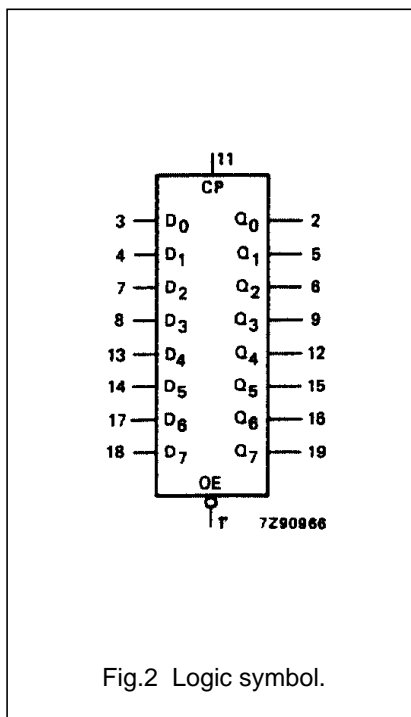 11
CP
3 D0 Q0 2
4 D1 Q1 5
7 D2 Q2 6
8 D3 Q3 9
13 D4 Q4 12
14 D5 Q5 15
17 D6 Q6 16
18 D7 Q7 19
OE
1 7Z90966
Fig.2 Logic symbol.